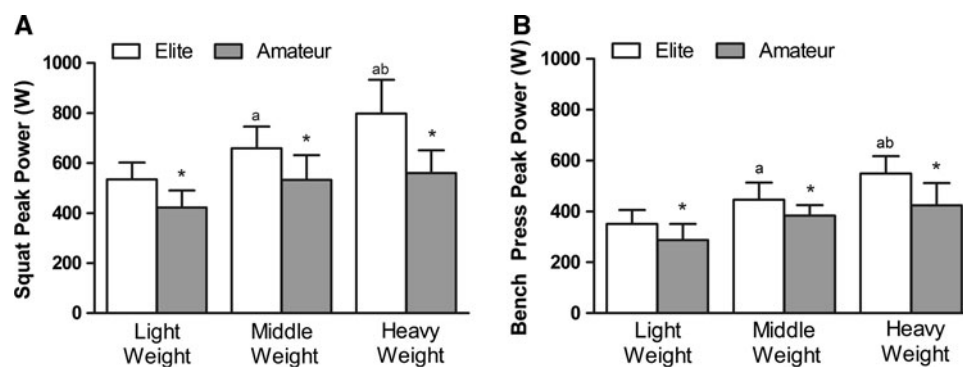 A
Elite Amateur
Squat Peak Power (W)
1000
800
600
400
200
0
*
a
*
ab
*
Light Weight
Middle Weight
Heavy Weight
B
Elite Amateur
Bench Press Peak Power (W)
1000
800
600
400
200
0
*
a
*
ab
*
Light Weight
Middle Weight
Heavy Weight